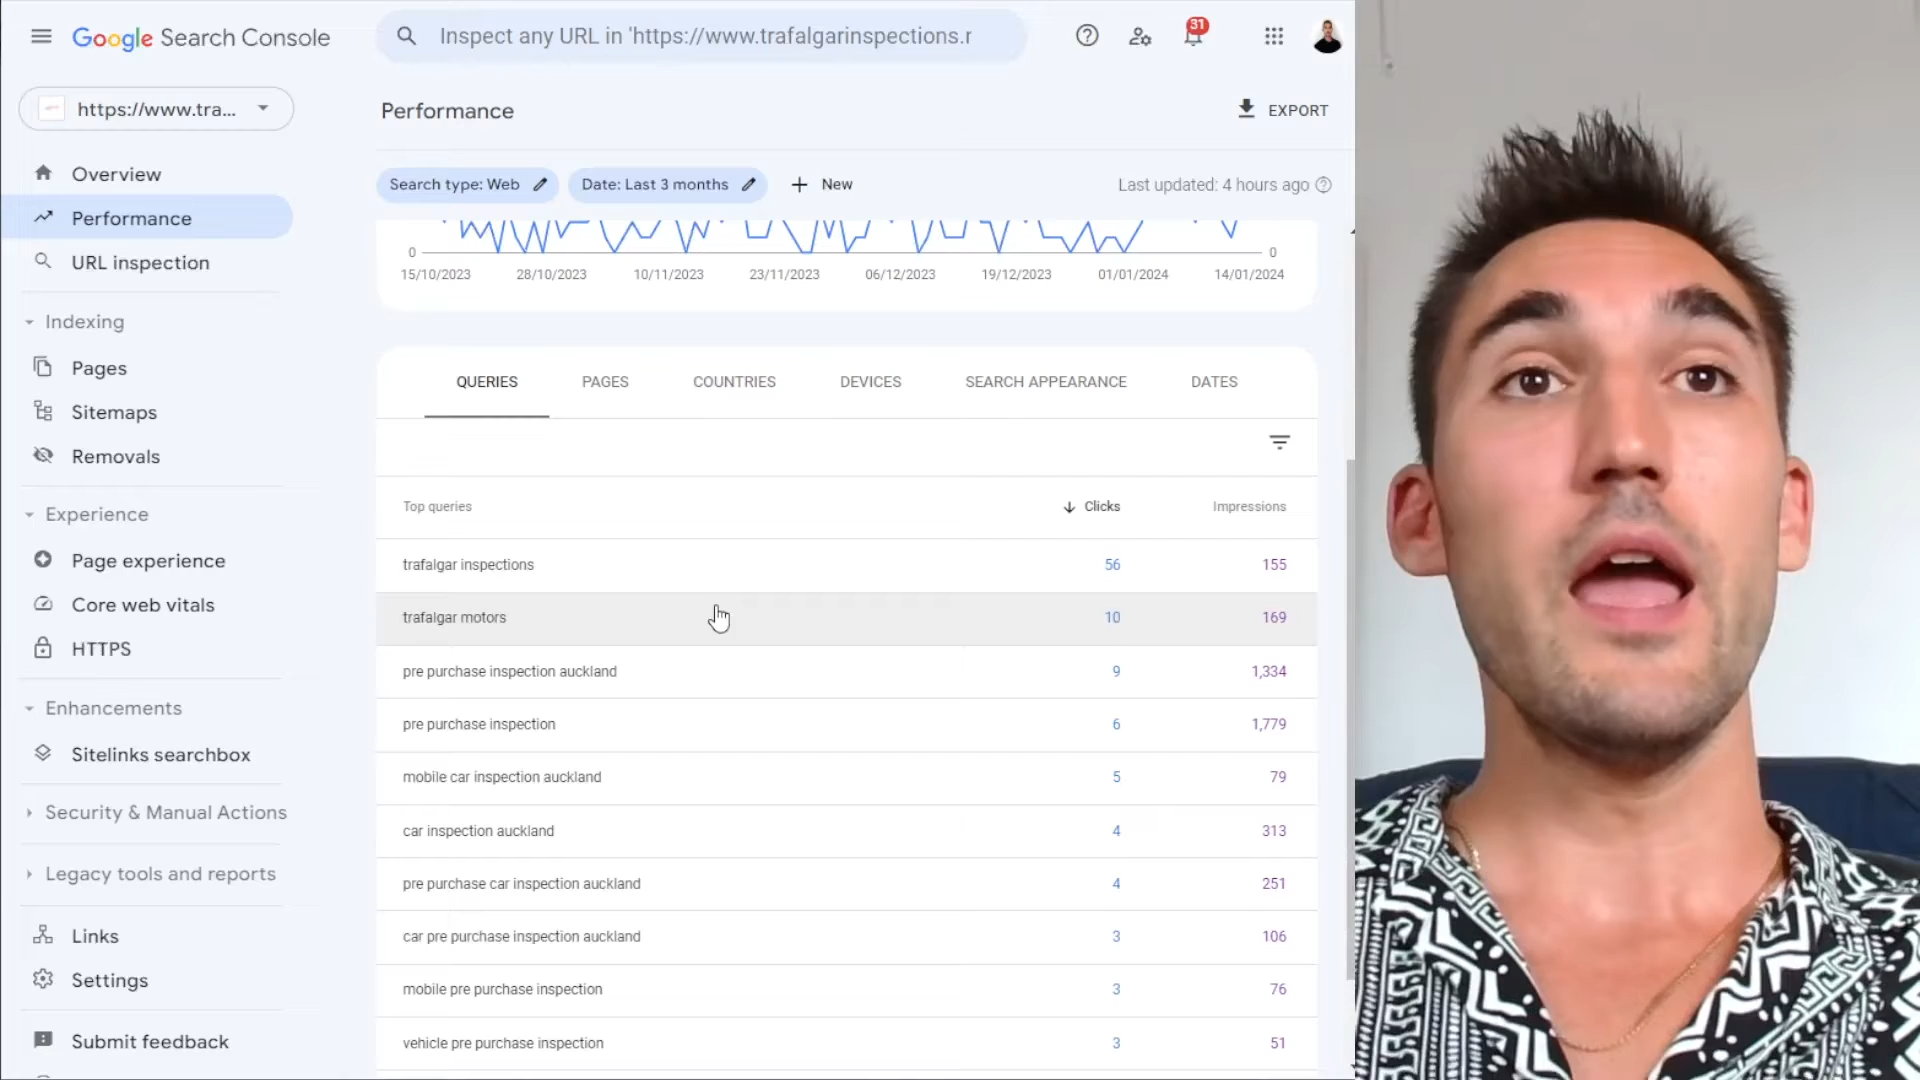 Google Search Console
Inspect any URL in 'https://www.trafalgarinspections.r
31
https://www.tra...
Performance
EXPORT
Overview
Performance
URL inspection
Indexing
Pages
Sitemaps
Removals
Experience
Page experience
Core web vitals
HTTPS
Enhancements
Sitelinks searchbox
Security & Manual Actions
Legacy tools and reports
Links
Settings
Submit feedback
Search type: Web
Date: Last 3 months
New
Last updated: 4 hours ago
0 0
15/10/2023 28/10/2023 10/11/2023 23/11/2023 06/12/2023 19/12/2023 01/01/2024 14/01/2024
QUERIES PAGES COUNTRIES DEVICES SEARCH APPEARANCE DATES
Top queries Clicks Impressions
trafalgar inspections 56 155
trafalgar motors 10 169
pre purchase inspection auckland 9 1,334
pre purchase inspection 6 1,779
mobile car inspection auckland 5 79
car inspection auckland 4 313
pre purchase car inspection auckland 4 251
car pre purchase inspection auckland 3 106
mobile pre purchase inspection 3 76
vehicle pre purchase inspection 3 51